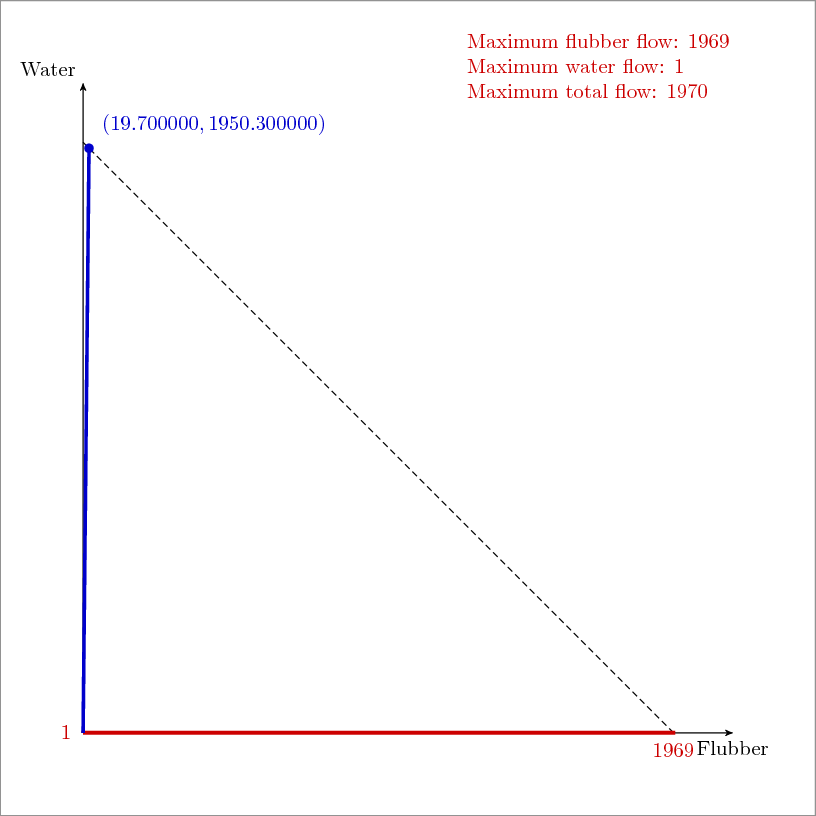 Maximum flubber flow: 1969
Maximum water flow: 1
Maximum total flow: 1970
Water
(19.700000, 1950.300000)
1
1969
Flubber